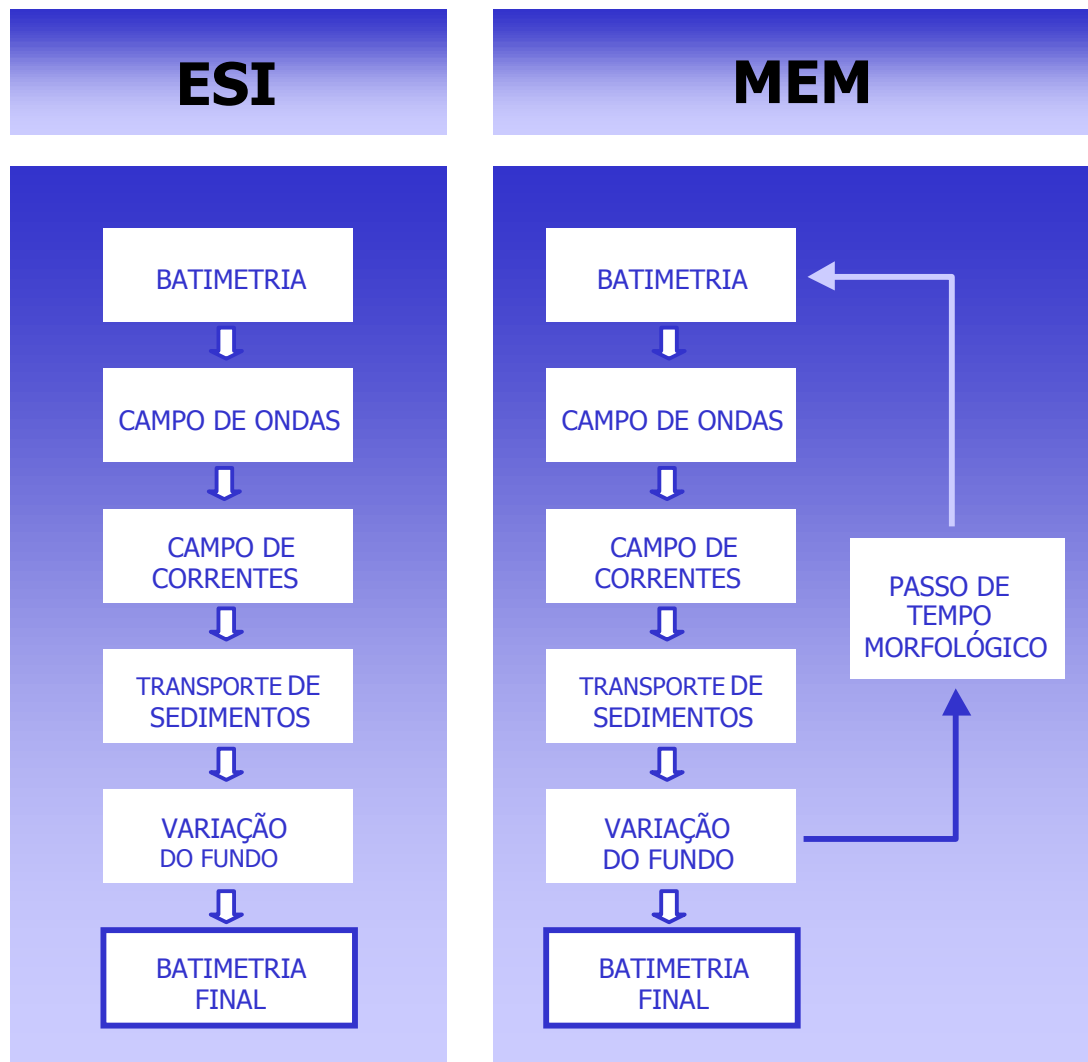 ESI
BATIMETRIA
CAMPO DE ONDAS
CAMPO DE
CORRENTES
TRANSPORTE DE
SEDIMENTOS
VARIAÇÃO
DO FUNDO
BATIMETRIA
FINAL
MEM
BATIMETRIA
CAMPO DE ONDAS
CAMPO DE
CORRENTES
TRANSPORTE DE
SEDIMENTOS
VARIAÇÃO
DO FUNDO
BATIMETRIA
FINAL
PASSO DE
TEMPO
MORFOLÓGICO